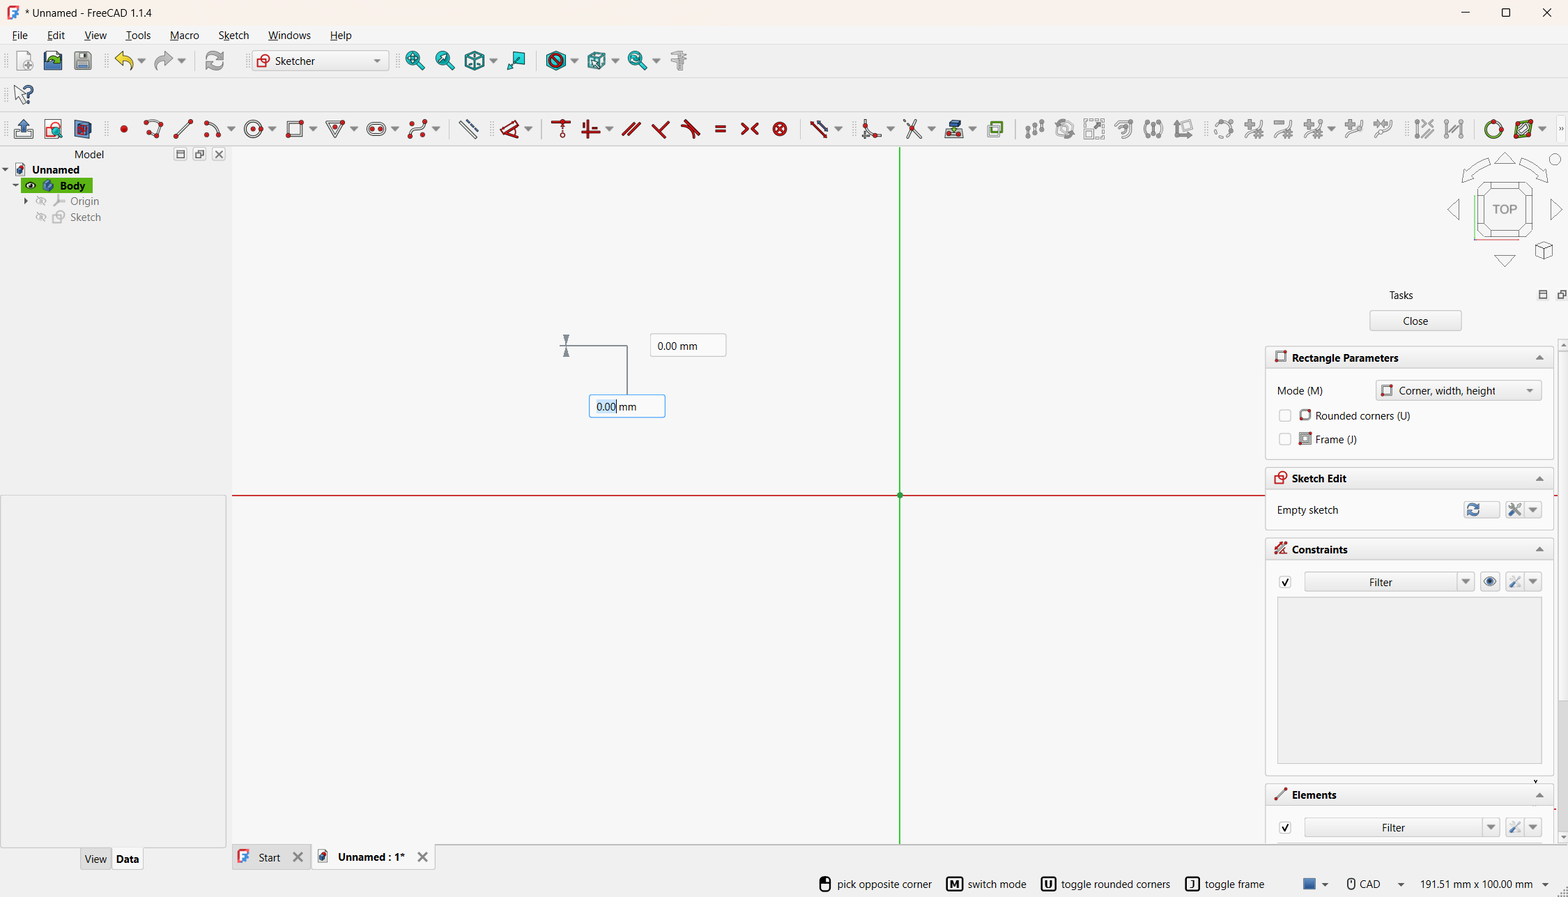 * Unnamed - FreeCAD 1.1.4
File Edit View Tools Macro Sketch Windows Help
Sketcher
Model
Unnamed
Body
Origin
Sketch
TOP
0.00 mm
0.00 mm
Tasks
Close
Rectangle Parameters
Mode (M) Corner, width, height
Rounded corners (U)
Frame (J)
Sketch Edit
Empty sketch
Constraints
Filter
Elements
Filter
View Data
Start Unnamed : 1*
pick opposite corner M switch mode U toggle rounded corners J toggle frame CAD 191.51 mm x 100.00 mm